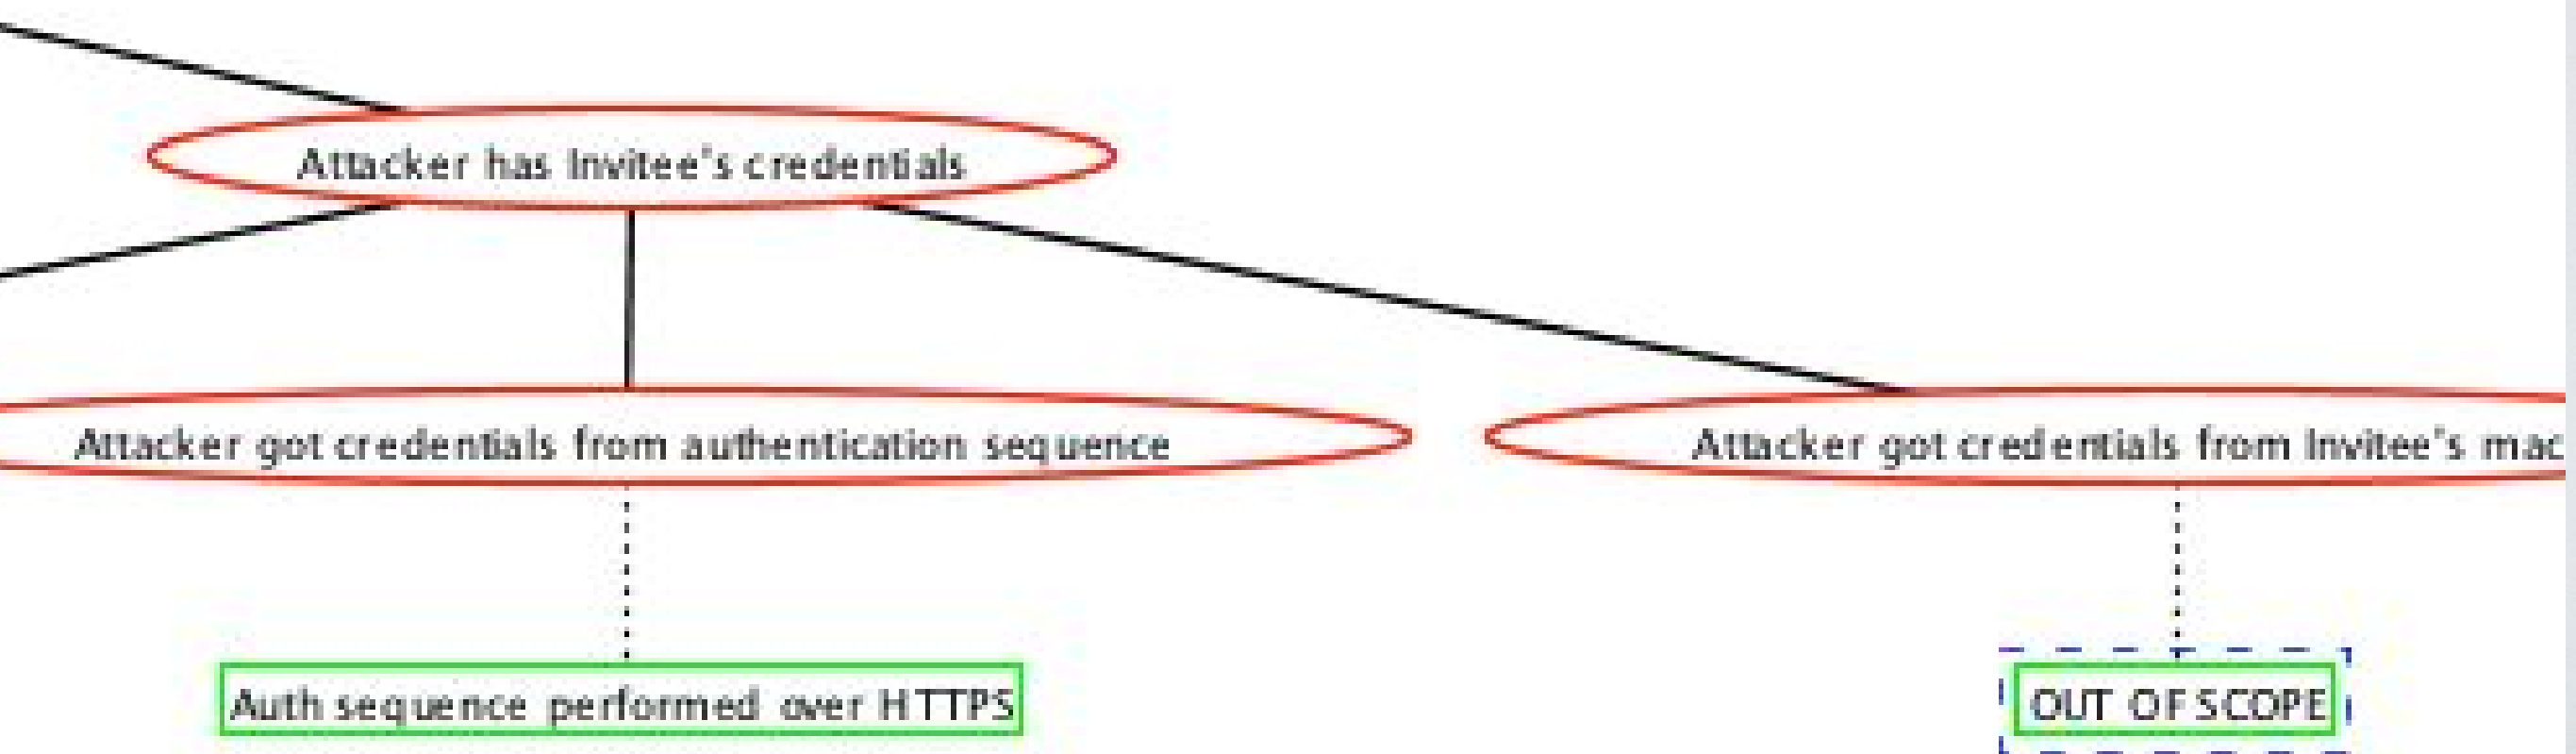 Attacker has Invitee's credentials
Attacker got credentials from authentication sequence
Attacker got credentials from Invitee's mac
Auth sequence performed over HTTPS
OUT OF SCOPE